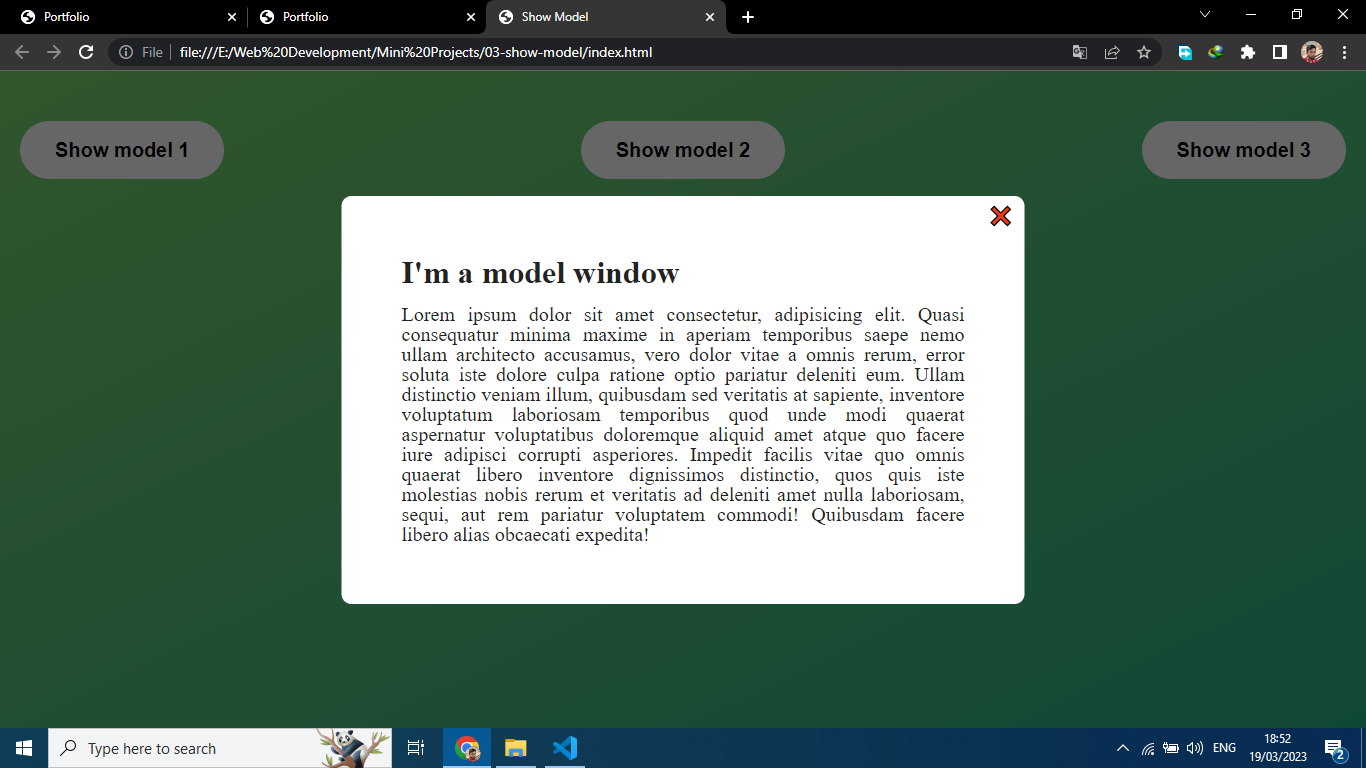 Portfolio
Portfolio
Show Model
File
file:///E:/Web%20Development/Mini%20Projects/03-show-model/index.html
Show model 1
Show model 2
Show model 3
I'm a model window
Lorem ipsum dolor sit amet consectetur, adipisicing elit. Quasi
consequatur minima maxime in aperiam temporibus saepe nemo
ullam architecto accusamus, vero dolor vitae a omnis rerum, error
soluta iste dolore culpa ratione optio pariatur deleniti eum. Ullam
distinctio veniam illum, quibusdam sed veritatis at sapiente, inventore
voluptatum laboriosam temporibus quod unde modi quaerat
aspernatur voluptatibus doloremque aliquid amet atque quo facere
iure adipisci corrupti asperiores. Impedit facilis vitae quo omnis
quaerat libero inventore dignissimos distinctio, quos quis iste
molestias nobis rerum et veritatis ad deleniti amet nulla laboriosam,
sequi, aut rem pariatur voluptatem commodi! Quibusdam facere
libero alias obcaecati expedita!
Type here to search
ENG
18:52
19/03/2023
2